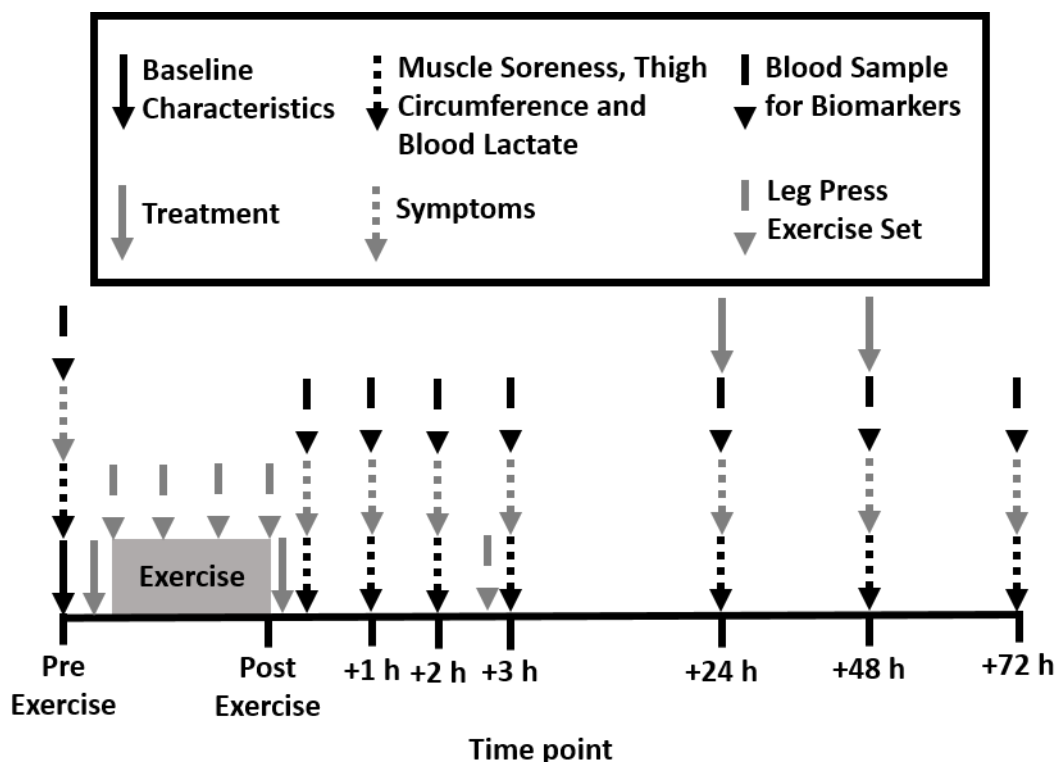 Baseline
Characteristics
Muscle Soreness, Thigh
Circumference and
Blood Lactate
Blood Sample
for Biomarkers
Treatment
Symptoms
Leg Press
Exercise Set
Exercise
Pre
Exercise
Post
Exercise
+1 h
+2 h
+3 h
+24 h
+48 h
+72 h
Time point